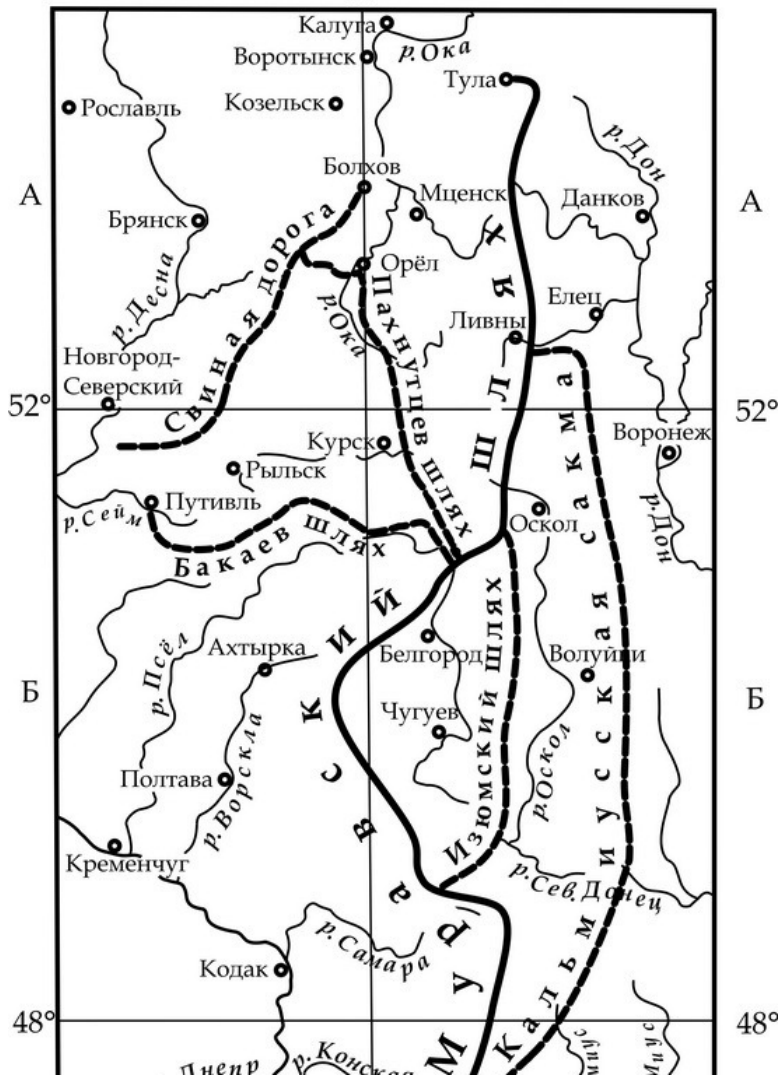 Калуга
Воротынск
р.Ока
Тула
Рославль
Козельск
р.Дон
Болхов
А
Мценск
Данков
А
Брянск
Свиная дорога
Орёл
р.Десна
р.Ока
Пахнутцев шлях
Елец
Ливны
Новгород-
Северский
52°
52°
Курск
Воронеж
Рыльск
Путивль
р.Сейм
Оскол
р.Дон
Бакаев шлях
Муравский шлях
Ахтырка
Белгород
Изюмский шлях
Волуйки
Кальмиусская сакма
р.Псёл
Б
Б
Чугуев
р.Оскол
Полтава
р.Ворскла
Кременчуг
р.Сев.Донец
р.Самара
Кодак
48°
48°
Днепр
р.Конская